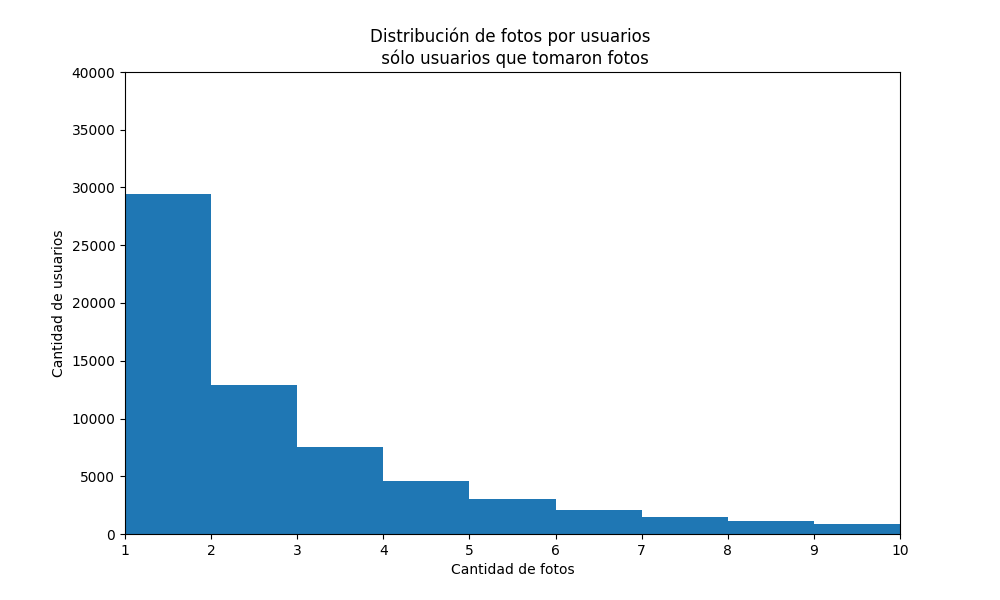 Distribución de fotos por usuarios
sólo usuarios que tomaron fotos
40000
35000
30000
25000
20000
15000
10000
5000
0
Cantidad de usuarios
1 2 3 4 5 6 7 8 9 10
Cantidad de fotos